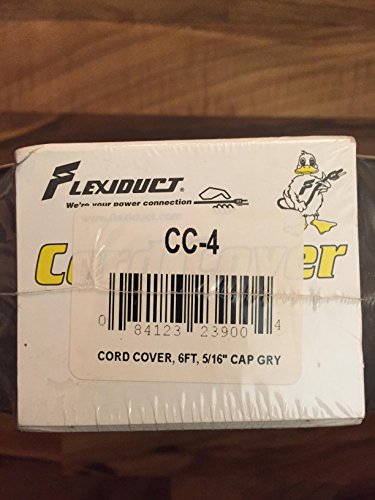 FLEXIDUCT®
We're your power connection
www.flexiduct.com
Cord Cover
CC-4
0 84123 23900 4
CORD COVER, 6FT, 5/16" CAP GRY